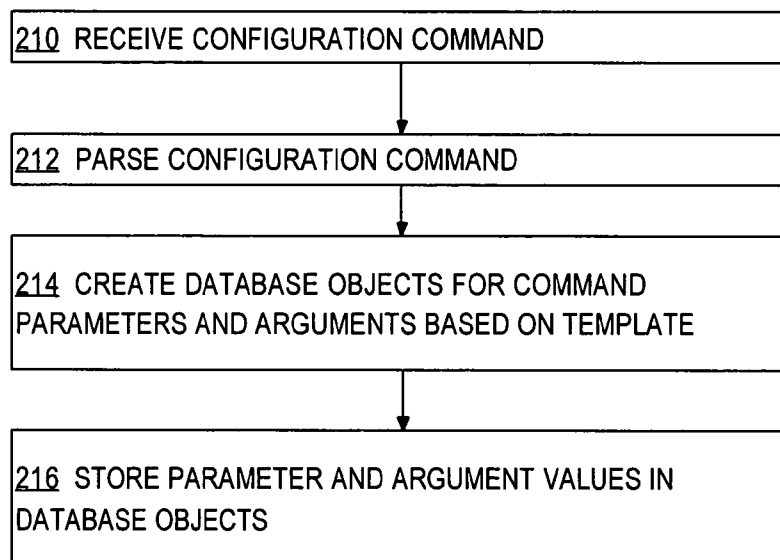 210 RECEIVE CONFIGURATION COMMAND
212 PARSE CONFIGURATION COMMAND
214 CREATE DATABASE OBJECTS FOR COMMAND
PARAMETERS AND ARGUMENTS BASED ON TEMPLATE
216 STORE PARAMETER AND ARGUMENT VALUES IN
DATABASE OBJECTS